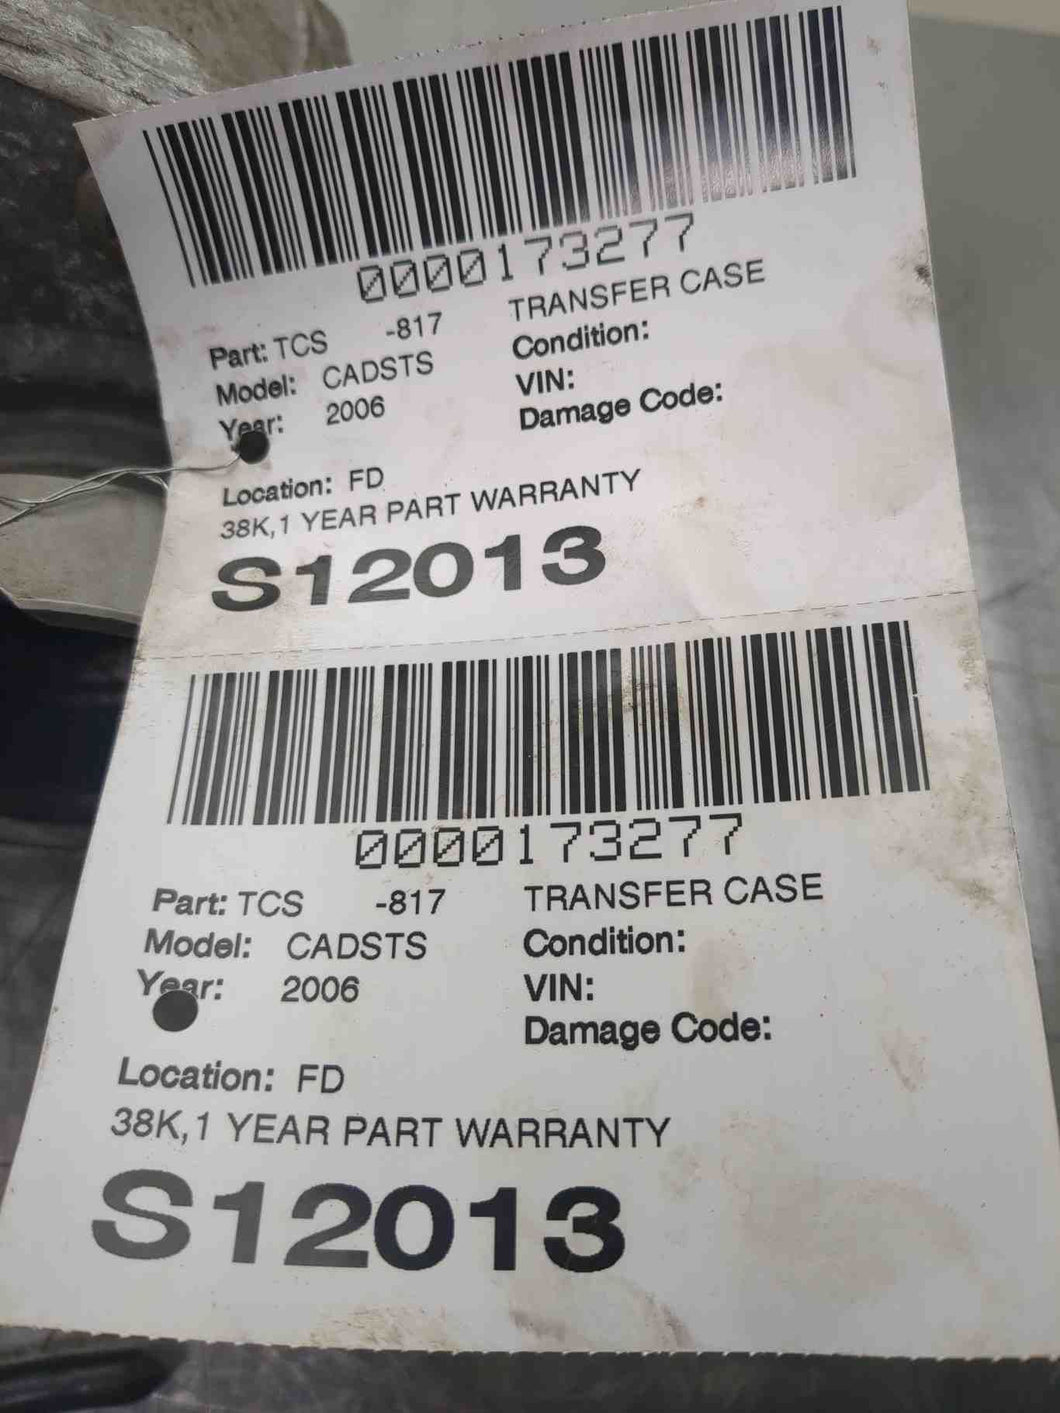 0000173277
Part: TCS -817 TRANSFER CASE
Model: CADSTS Condition:
Year: 2006 VIN:
Damage Code:
Location: FD
38K,1 YEAR PART WARRANTY
S12013
0000173277
Part: TCS -817 TRANSFER CASE
Model: CADSTS Condition:
Year: 2006 VIN:
Damage Code:
Location: FD
38K,1 YEAR PART WARRANTY
S12013